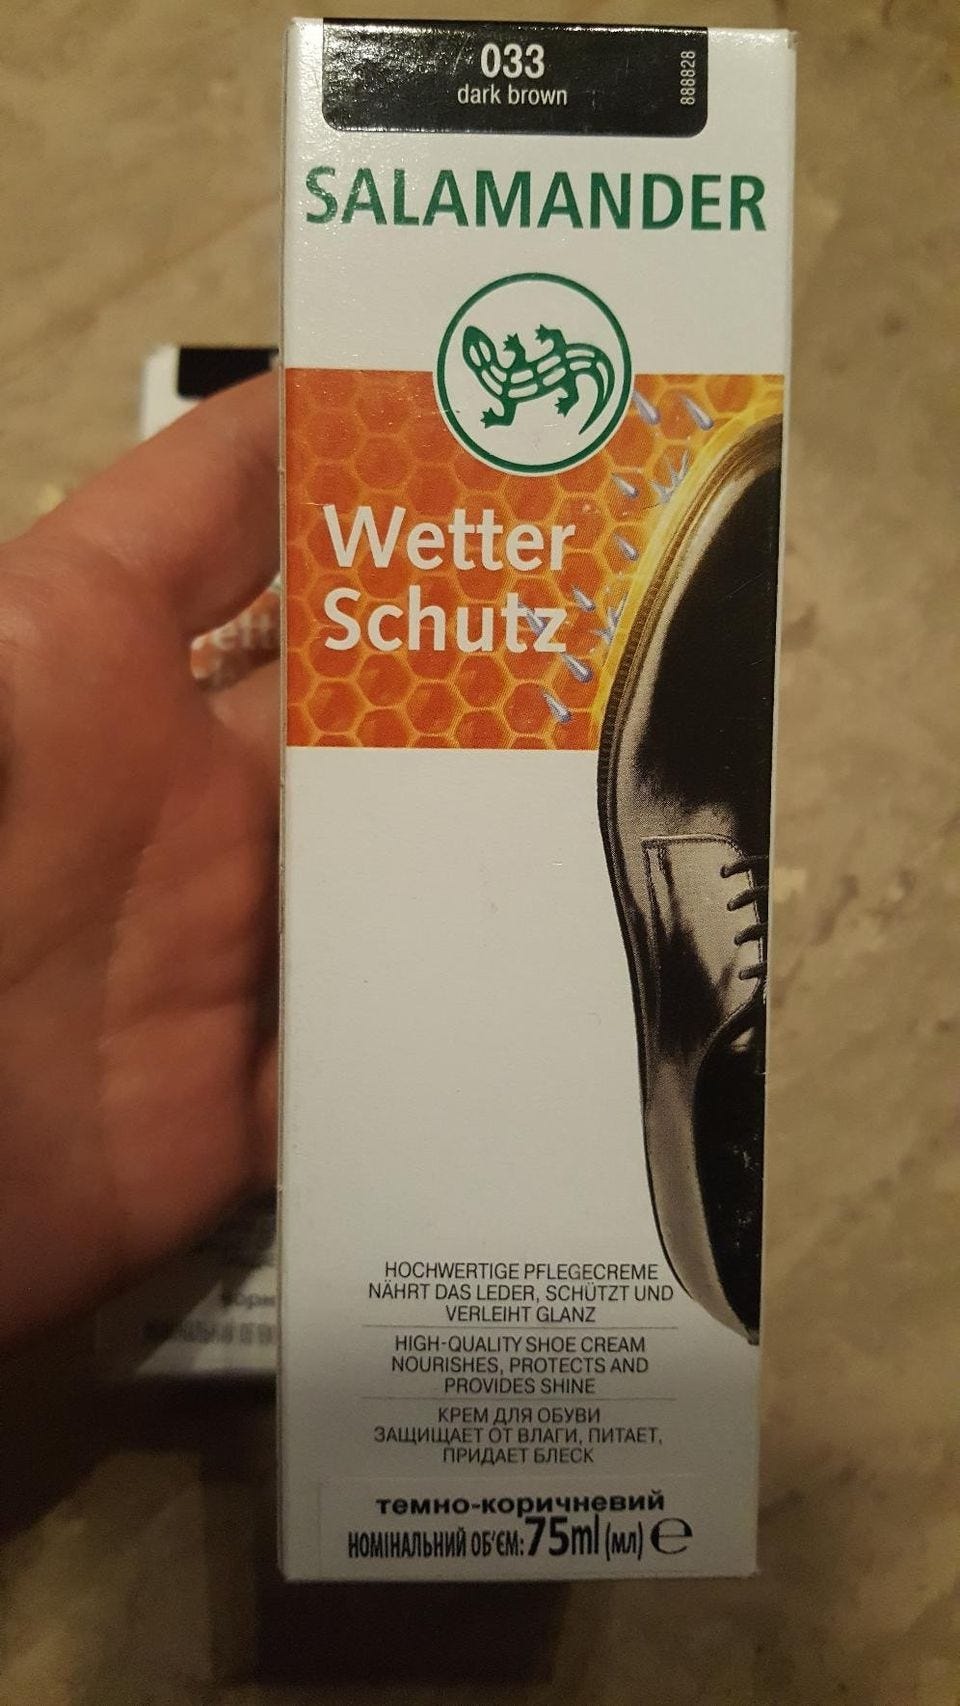 033
dark brown
888828
SALAMANDER
Wetter
Schutz
ett
HOCHWERTIGE PFLEGECREME
NÄHRT DAS LEDER, SCHÜTZT UND
VERLEIHT GLANZ
HIGH-QUALITY SHOE CREAM
NOURISHES, PROTECTS AND
PROVIDES SHINE
КРЕМ ДЛЯ ОБУВИ
ЗАЩИЩАЕТ ОТ ВЛАГИ, ПИТАЕТ,
ПРИДАЕТ БЛЕСК
темно-коричневий
НОМІНАЛЬНИЙ ОБ'ЄМ: 75ml (мл) ℮